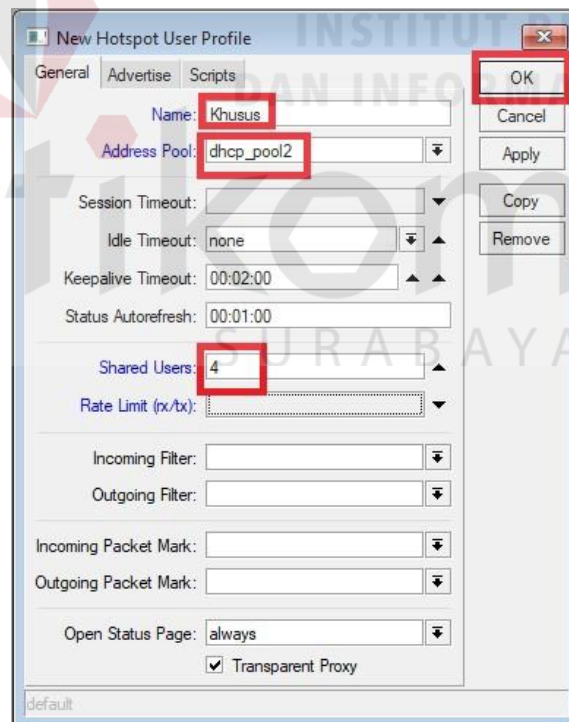 INSTITUT B
DAN INFORMA
tikom
SURABAYA
New Hotspot User Profile
General Advertise Scripts
Name: Khusus
Address Pool: dhcp_pool2
Session Timeout:
Idle Timeout: none
Keepalive Timeout: 00:02:00
Status Autorefresh: 00:01:00
Shared Users: 4
Rate Limit (rx/tx):
Incoming Filter:
Outgoing Filter:
Incoming Packet Mark:
Outgoing Packet Mark:
Open Status Page: always
Transparent Proxy
default
OK
Cancel
Apply
Copy
Remove